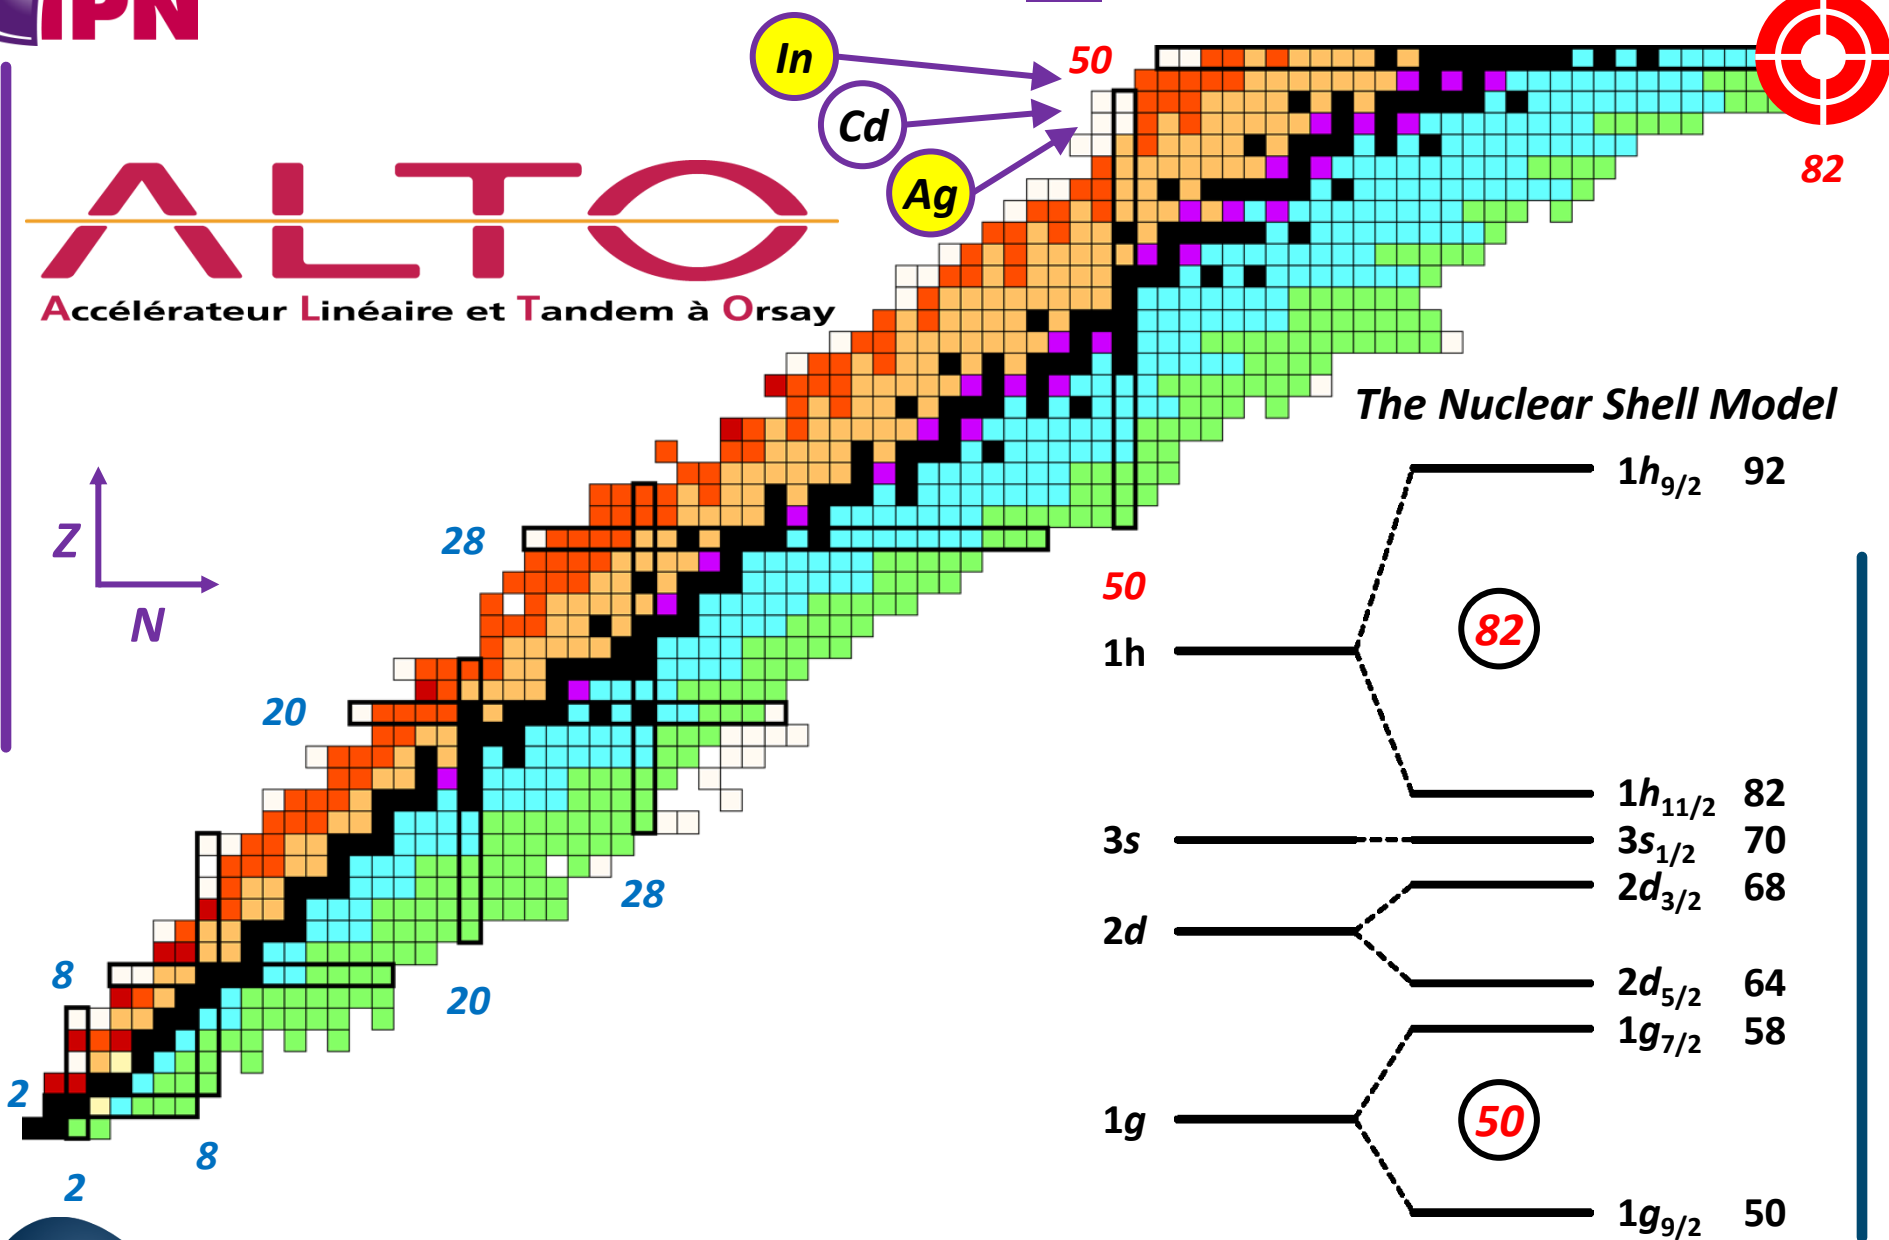 IPN
In
Cd
Ag
50
82
ALTO
Accélérateur Linéaire et Tandem à Orsay
The Nuclear Shell Model
Z
N
28
50
20
28
8
20
2
8
2
1h
1h9/2 92
82
1h11/2 82
3s
3s1/2 70
2d
2d3/2 68
2d5/2 64
1g
1g7/2 58
50
1g9/2 50